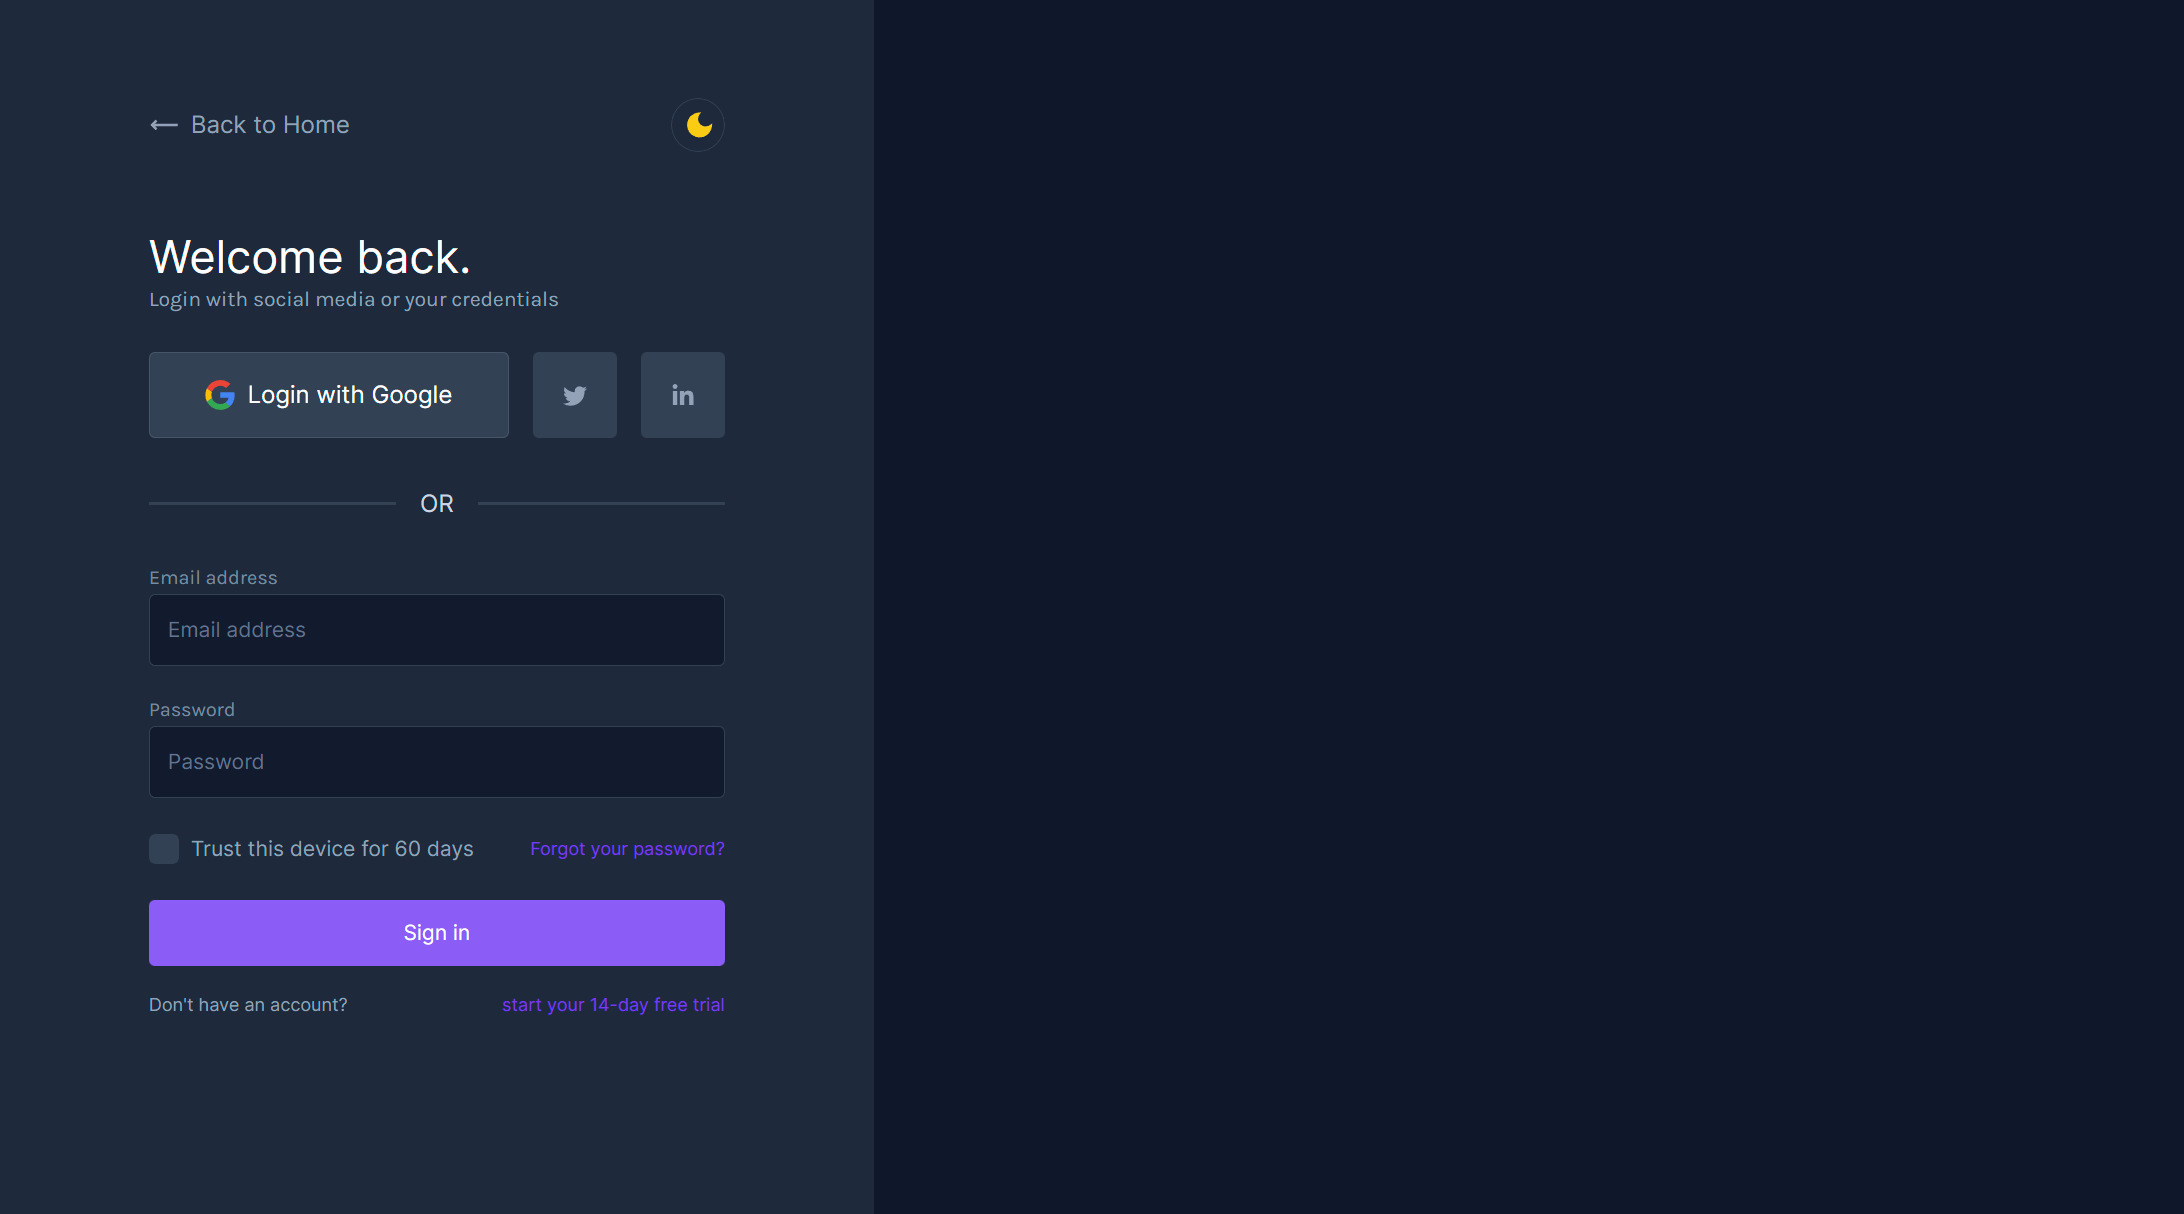 Back to Home
Welcome back.
Login with social media or your credentials
Login with Google
OR
Email address
Email address
Password
Password
Trust this device for 60 days Forgot your password?
Sign in
Don't have an account? start your 14-day free trial